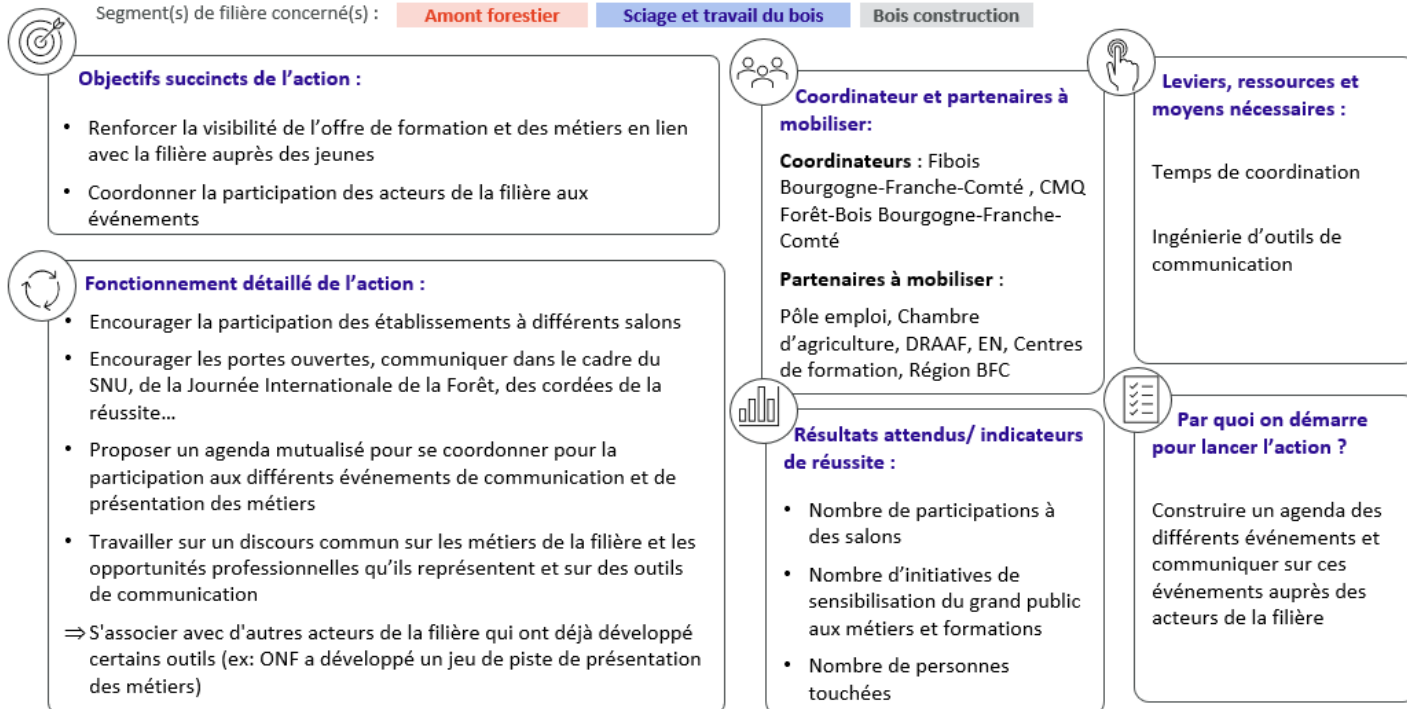 Segment(s) de filière concerné(s) : Amont forestier Sciage et travail du bois Bois construction
Objectifs succincts de l'action :
• Renforcer la visibilité de l'offre de formation et des métiers en lien
avec la filière auprès des jeunes
• Coordonner la participation des acteurs de la filière aux
événements
Fonctionnement détaillé de l'action :
• Encourager la participation des établissements à différents salons
• Encourager les portes ouvertes, communiquer dans le cadre du
SNU, de la Journée Internationale de la Forêt, des cordées de la
réussite…
• Proposer un agenda mutualisé pour se coordonner pour la
participation aux différents événements de communication et de
présentation des métiers
• Travailler sur un discours commun sur les métiers de la filière et les
opportunités professionnelles qu'ils représentent et sur des outils
de communication
⇒ S'associer avec d'autres acteurs de la filière qui ont déjà développé
certains outils (ex: ONF a développé un jeu de piste de présentation
des métiers)
Coordinateur et partenaires à
mobiliser:
Coordinateurs : Fibois
Bourgogne-Franche-Comté , CMQ
Forêt-Bois Bourgogne-Franche-
Comté
Partenaires à mobiliser :
Pôle emploi, Chambre
d'agriculture, DRAAF, EN, Centres
de formation, Région BFC
Résultats attendus/ indicateurs
de réussite :
• Nombre de participations à
des salons
• Nombre d'initiatives de
sensibilisation du grand public
aux métiers et formations
• Nombre de personnes
touchées
Leviers, ressources et
moyens nécessaires :
Temps de coordination
Ingénierie d'outils de
communication
Par quoi on démarre
pour lancer l'action ?
Construire un agenda des
différents événements et
communiquer sur ces
événements auprès des
acteurs de la filière